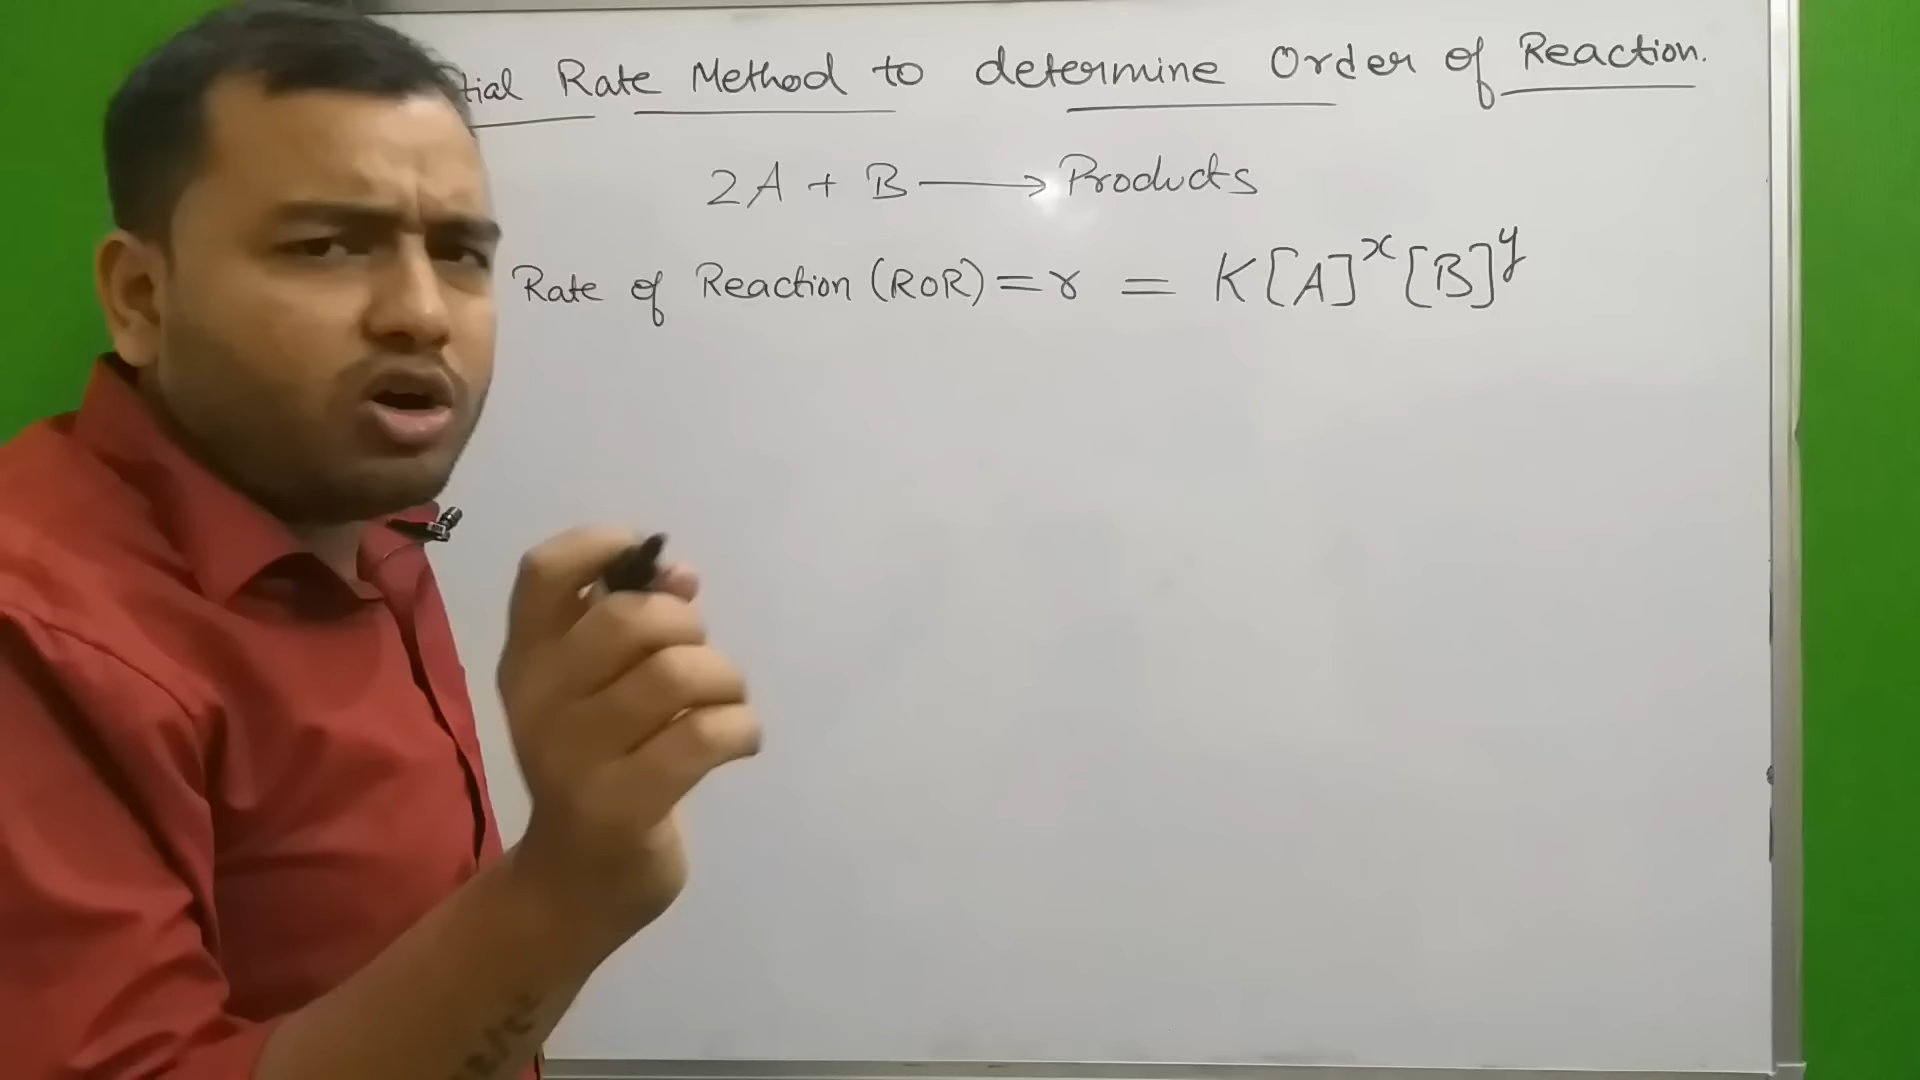 tial Rate Method to determine Order of Reaction.
2A + B → Products
Rate of Reaction (ROR) = r = K[A]^x [B]^y